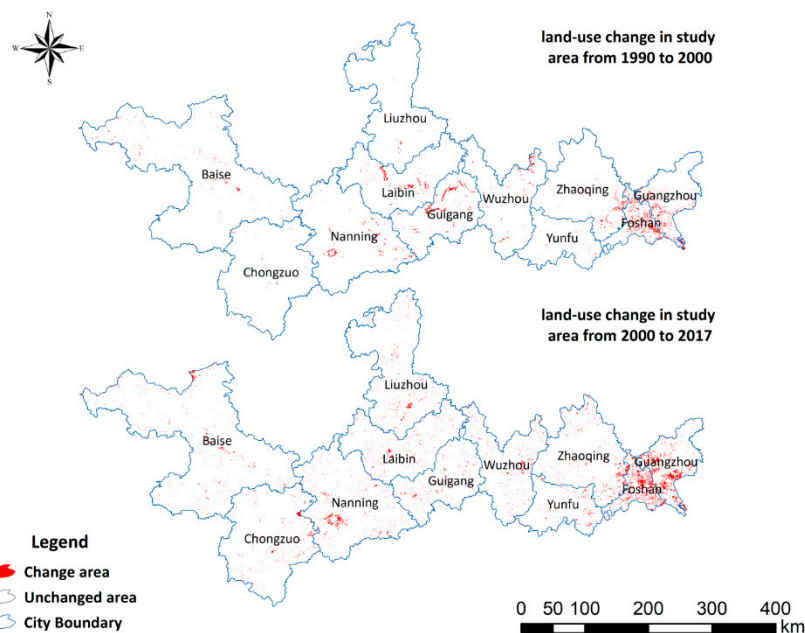 N
W
E
S
land-use change in study
area from 1990 to 2000
Liuzhou
Baise
Laibin
Guigang
Wuzhou
Zhaoqing
Guangzhou
Foshan
Yunfu
Nanning
Chongzuo
land-use change in study
area from 2000 to 2017
Liuzhou
Baise
Laibin
Guigang
Wuzhou
Zhaoqing
Guangzhou
Foshan
Yunfu
Nanning
Chongzuo
Legend
Change area
Unchanged area
City Boundary
0 50 100 200 300 400
km